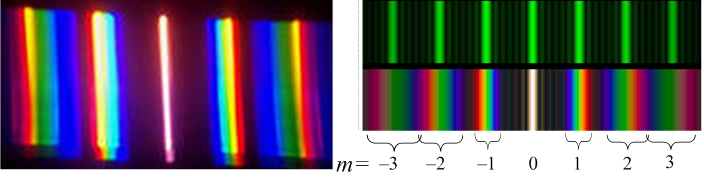 m = –3 –2 –1 0 1 2 3